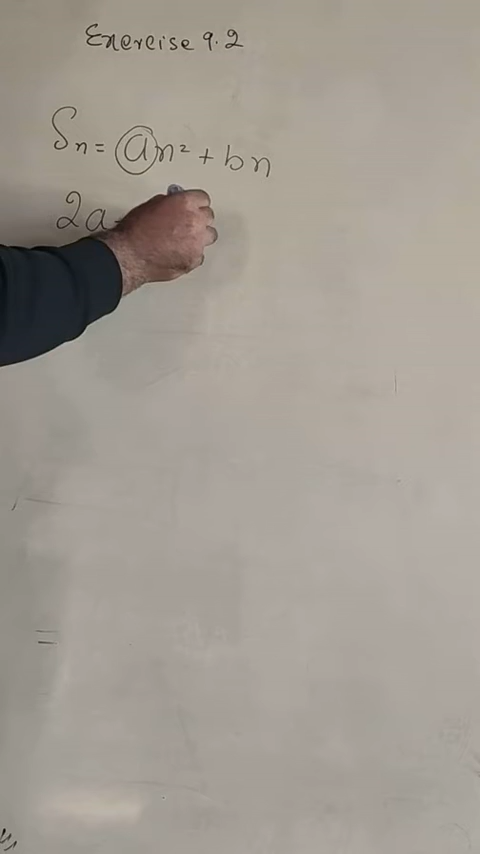 Exercise 9.2
Sn = an² + bn
2a
=